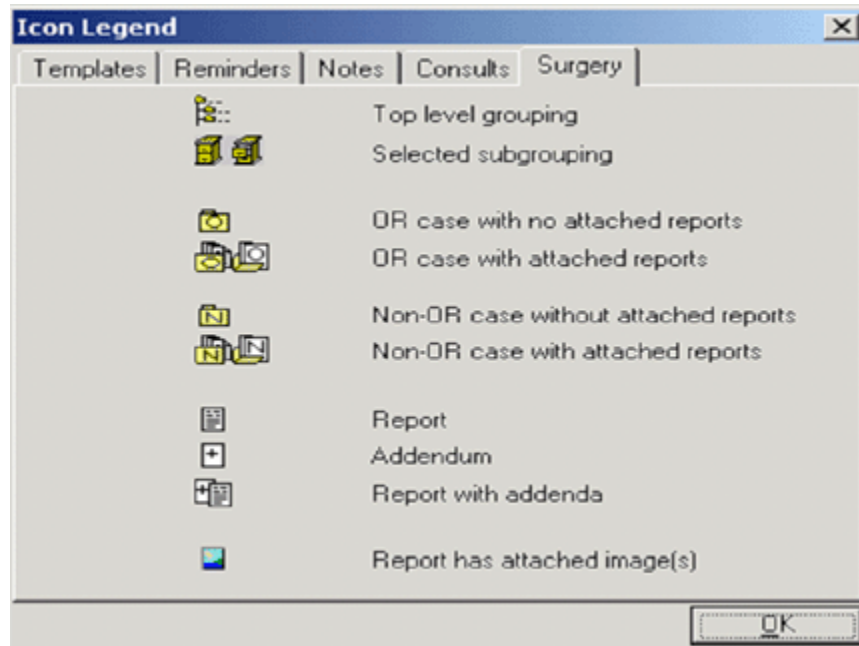 Icon Legend
Templates Reminders Notes Consults Surgery
Top level grouping
Selected subgrouping
OR case with no attached reports
OR case with attached reports
Non-OR case without attached reports
Non-OR case with attached reports
Report
Addendum
Report with addenda
Report has attached image(s)
OK